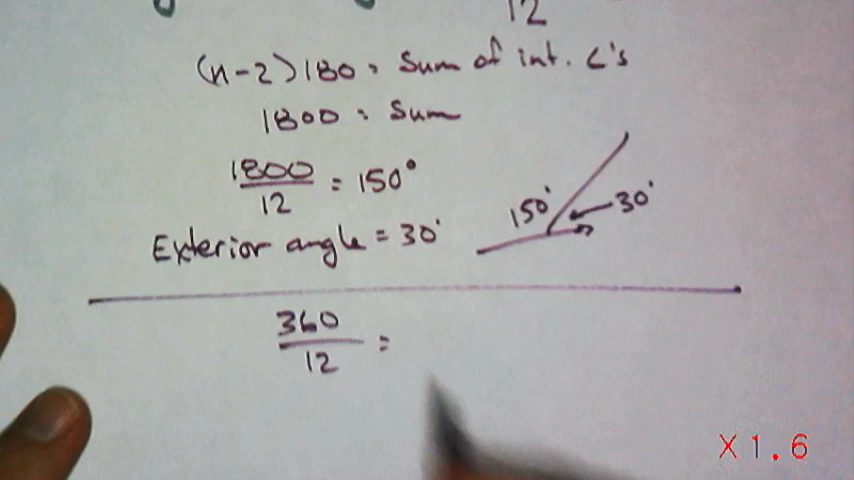 12
(n-2)180 = Sum of int. ∠'s
1800 = Sum
1800
12
= 150°
150°
30°
Exterior angle = 30°
360
12
=
X1.6